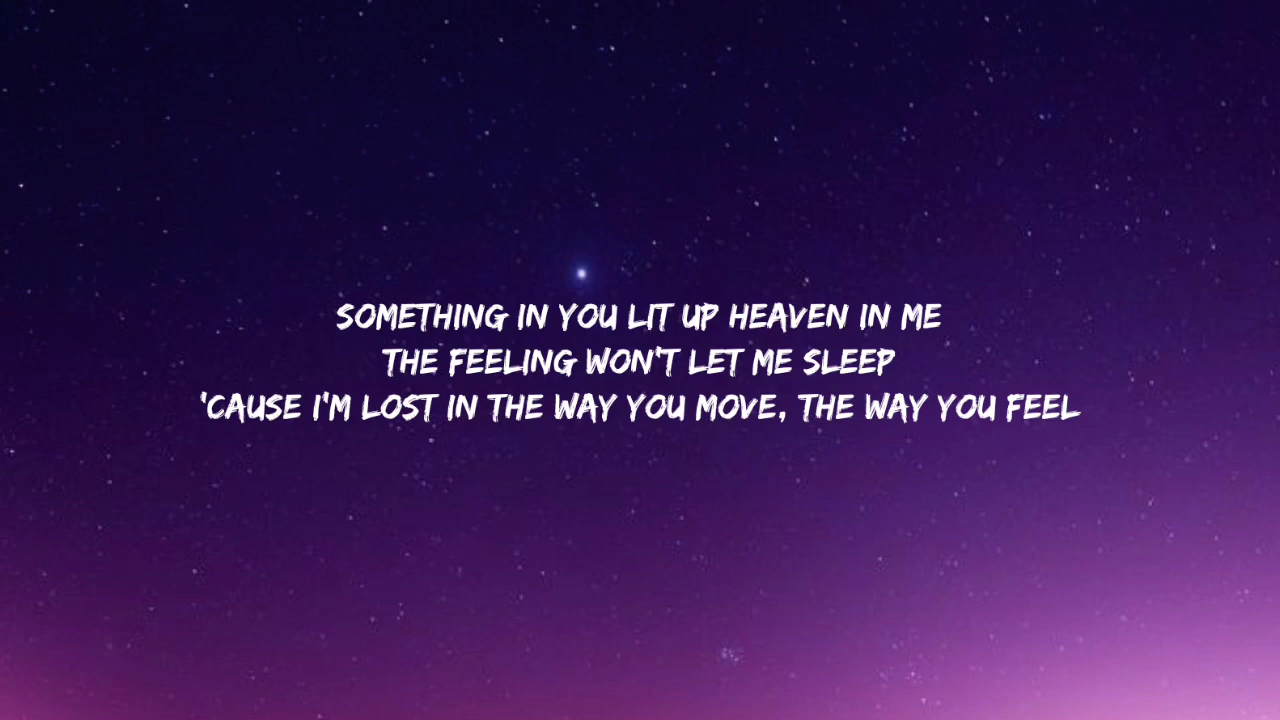 SOMETHING IN YOU LIT UP HEAVEN IN ME
THE FEELING WON'T LET ME SLEEP
'CAUSE I'M LOST IN THE WAY YOU MOVE, THE WAY YOU FEEL